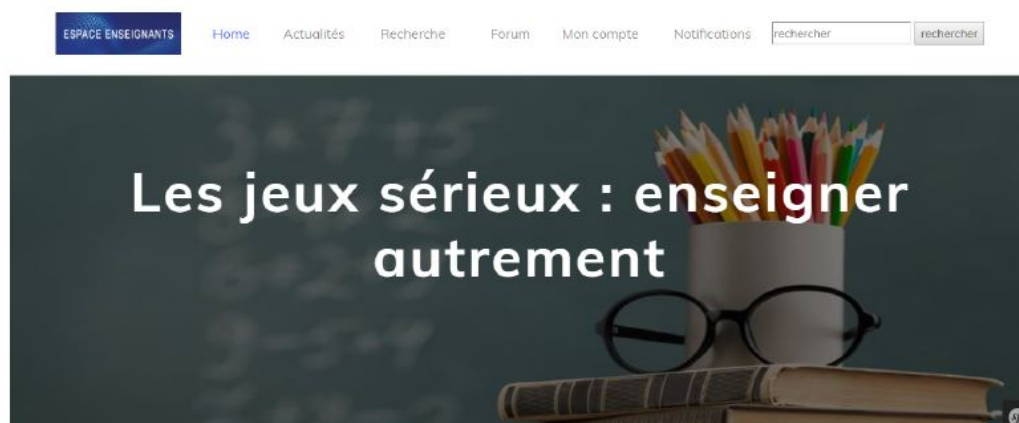 ESPACE ENSEIGNANTS
Home Actualités Recherche Forum Mon compte Notifications rechercher rechercher
Les jeux sérieux : enseigner
autrement